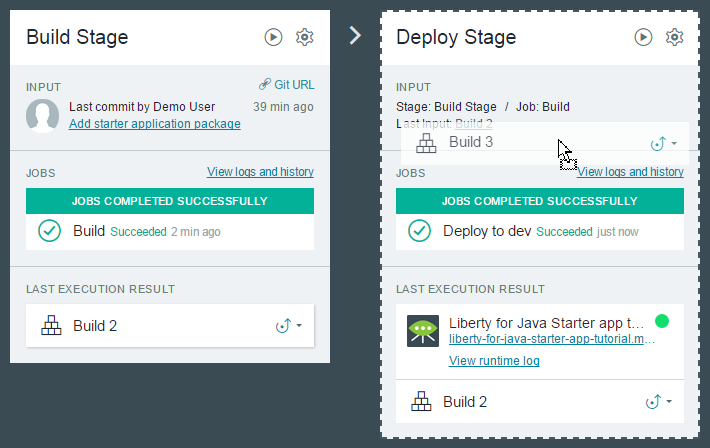 Build Stage
INPUT
Git URL
Last commit by Demo User
39 min ago
Add starter application package
JOBS
View logs and history
JOBS COMPLETED SUCCESSFULLY
Build Succeeded 2 min ago
LAST EXECUTION RESULT
Build 2
Deploy Stage
INPUT
Stage: Build Stage / Job: Build
Last Input: Build 2
Build 3
JOBS
View logs and history
JOBS COMPLETED SUCCESSFULLY
Deploy to dev Succeeded just now
LAST EXECUTION RESULT
Liberty for Java Starter app t...
liberty-for-java-starter-app-tutorial.m...
View runtime log
Build 2